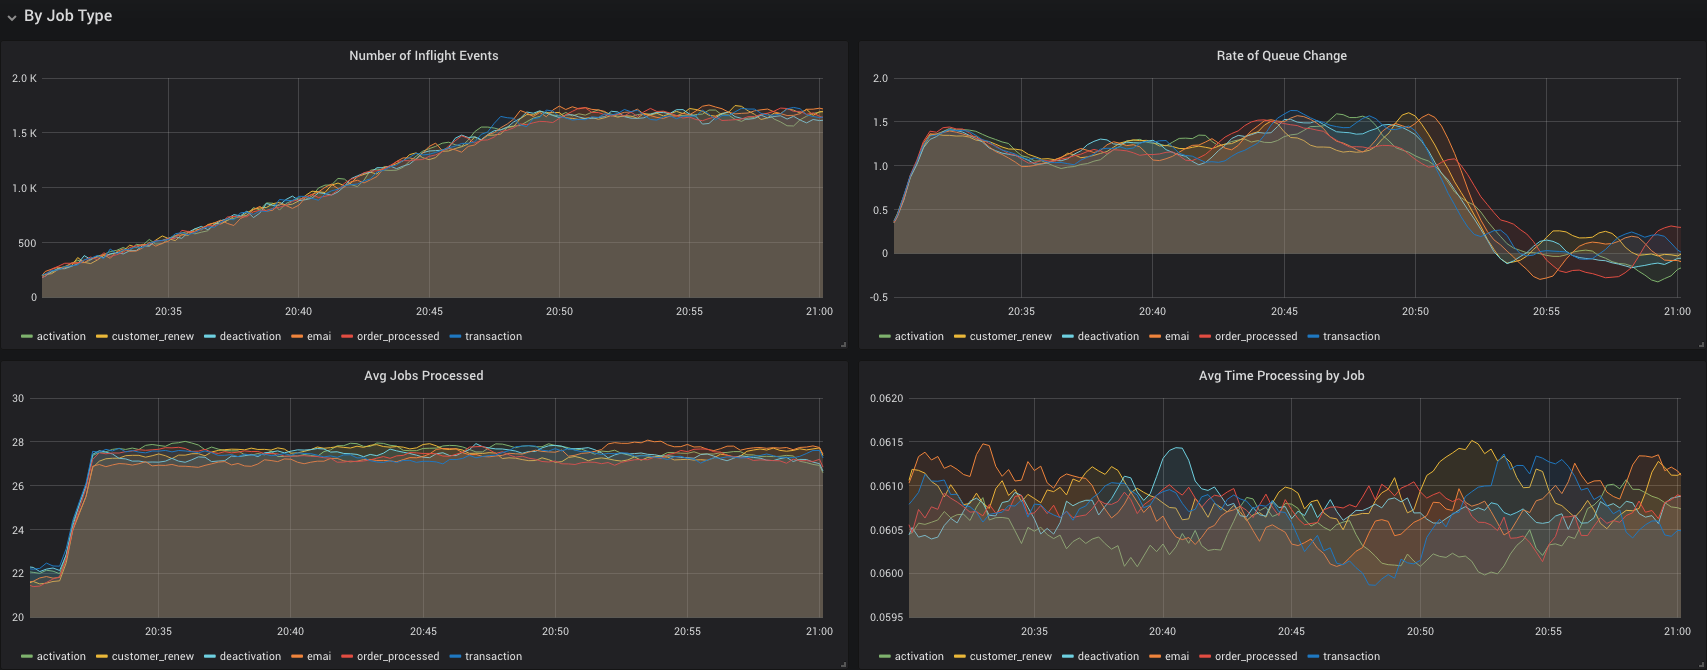 By Job Type
Number of Inflight Events
2.0 K
1.5 K
1.0 K
500
0
20:35 20:40 20:45 20:50 20:55 21:00
activation customer_renew deactivation emai order_processed transaction
Rate of Queue Change
2.0
1.5
1.0
0.5
0
-0.5
20:35 20:40 20:45 20:50 20:55 21:00
activation customer_renew deactivation emai order_processed transaction
Avg Jobs Processed
30
28
26
24
22
20
20:35 20:40 20:45 20:50 20:55 21:00
activation customer_renew deactivation emai order_processed transaction
Avg Time Processing by Job
0.0620
0.0615
0.0610
0.0605
0.0600
0.0595
20:35 20:40 20:45 20:50 20:55 21:00
activation customer_renew deactivation emai order_processed transaction